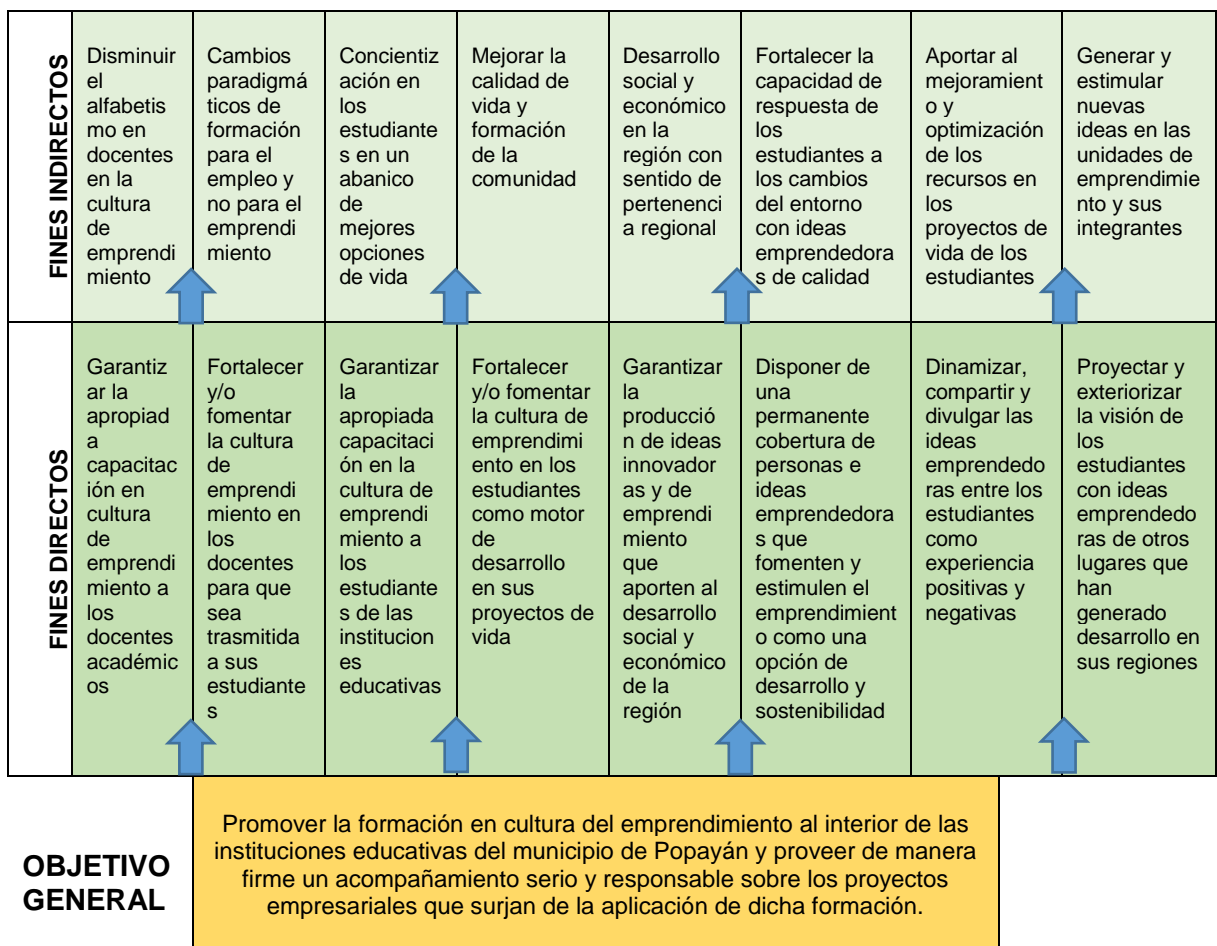 FINES INDIRECTOS
Disminuir
el
alfabetis
mo en
docentes
en la
cultura
de
emprendi
miento
Cambios
paradigmá
ticos de
formación
para el
empleo y
no para el
emprendi
miento
Concientiz
ación en
los
estudiante
s en un
abanico
de
mejores
opciones
de vida
Mejorar la
calidad de
vida y
formación
de la
comunidad
Desarrollo
social y
económico
en la
región con
sentido de
pertenenci
a regional
Fortalecer la
capacidad de
respuesta de
los
estudiantes a
los cambios
del entorno
con ideas
emprendedora
s de calidad
Aportar al
mejoramient
o y
optimización
de los
recursos en
los
proyectos de
vida de los
estudiantes
Generar y
estimular
nuevas
ideas en las
unidades de
emprendimie
nto y sus
integrantes
FINES DIRECTOS
Garantiz
ar la
apropiad
a
capacitac
ión en
cultura
de
emprendi
miento a
los
docentes
académic
os
Fortalecer
y/o
fomentar
la cultura
de
emprendi
miento en
los
docentes
para que
sea
trasmitida
a sus
estudiante
s
Garantizar
la
apropiada
capacitaci
ón en la
cultura de
emprendi
miento a
los
estudiante
s de las
institucion
es
educativas
Fortalecer
y/o fomentar
la cultura de
emprendimi
ento en los
estudiantes
como motor
de
desarrollo
en sus
proyectos de
vida
Garantizar
la
producció
n de ideas
innovador
as y de
emprendi
miento
que
aporten al
desarrollo
social y
económico
de la
región
Disponer de
una
permanente
cobertura de
personas e
ideas
emprendedora
s que
fomenten y
estimulen el
emprendimient
o como una
opción de
desarrollo y
sostenibilidad
Dinamizar,
compartir y
divulgar las
ideas
emprendedo
ras entre los
estudiantes
como
experiencia
positivas y
negativas
Proyectar y
exteriorizar
la visión de
los
estudiantes
con ideas
emprendedo
ras de otros
lugares que
han
generado
desarrollo en
sus regiones
OBJETIVO
GENERAL
Promover la formación en cultura del emprendimiento al interior de las
instituciones educativas del municipio de Popayán y proveer de manera
firme un acompañamiento serio y responsable sobre los proyectos
empresariales que surjan de la aplicación de dicha formación.